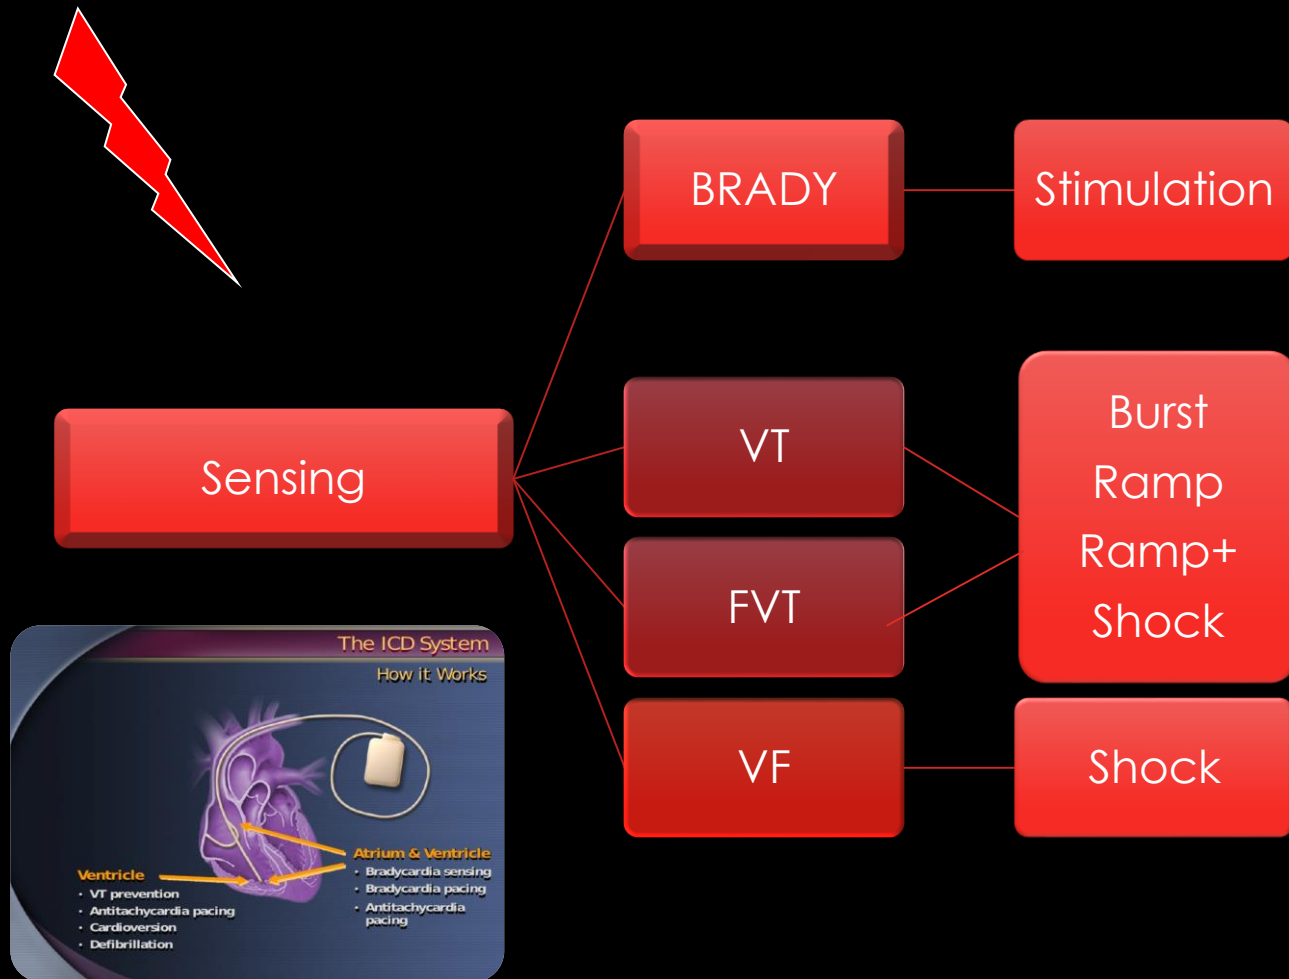 BRADY
Stimulation
Sensing
VT
FVT
Burst
Ramp
Ramp+
Shock
VF
Shock
The ICD System
How it Works
Ventricle
· VT prevention
· Antitachycardia pacing
· Cardioversion
· Defibrillation
Atrium & Ventricle
· Bradycardia sensing
· Bradycardia pacing
· Antitachycardia
pacing